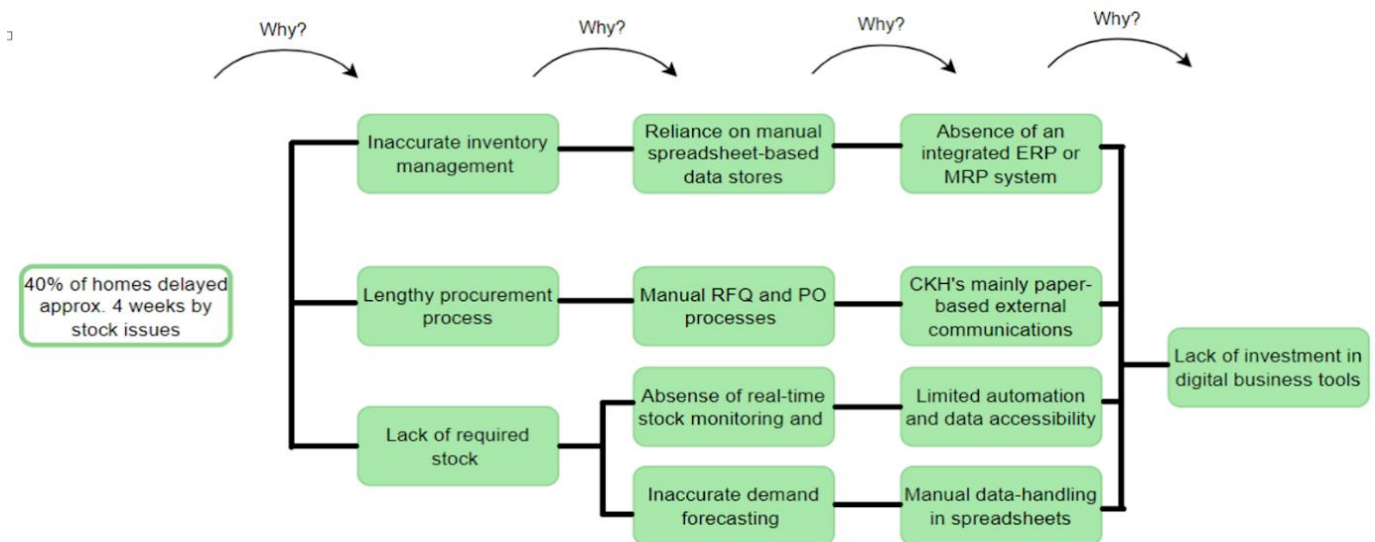 Why?
Why?
Why?
Why?
40% of homes delayed
approx. 4 weeks by
stock issues
Inaccurate inventory
management
Reliance on manual
spreadsheet-based
data stores
Absence of an
integrated ERP or
MRP system
Lengthy procurement
process
Manual RFQ and PO
processes
CKH's mainly paper-
based external
communications
Lack of required
stock
Absense of real-time
stock monitoring and
Limited automation
and data accessibility
Inaccurate demand
forecasting
Manual data-handling
in spreadsheets
Lack of investment in
digital business tools